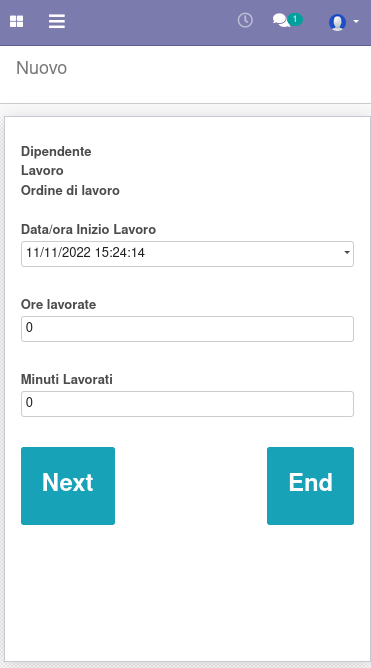 1
Nuovo
Dipendente
Lavoro
Ordine di lavoro
Data/ora Inizio Lavoro
11/11/2022 15:24:14
Ore lavorate
0
Minuti Lavorati
0
Next End